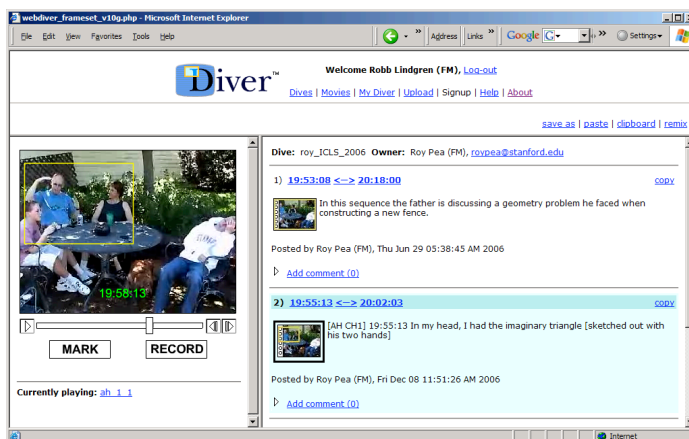 webdiver_frameset_v10g.php - Microsoft Internet Explorer
File Edit View Favorites Tools Help
Address Links » Google G Settings
Diver™
Welcome Robb Lindgren (FM), Log-out
Dives | Movies | My Diver | Upload | Signup | Help | About
save as | paste | clipboard | remix
19:58:13
MARK RECORD
Currently playing: ah_1_1
Dive: roy_ICLS_2006 Owner: Roy Pea (FM), roypea@stanford.edu
1) 19:53:08 <—> 20:18:00 copy
In this sequence the father is discussing a geometry problem he faced when
constructing a new fence.
Posted by Roy Pea (FM), Thu Jun 29 05:38:45 AM 2006
Add comment (0)
2) 19:55:13 <—> 20:02:03 copy
[AH CH1] 19:55:13 In my head, I had the imaginary triangle [sketched out with
his two hands]
Posted by Roy Pea (FM), Fri Dec 08 11:51:26 AM 2006
Add comment (0)
Internet